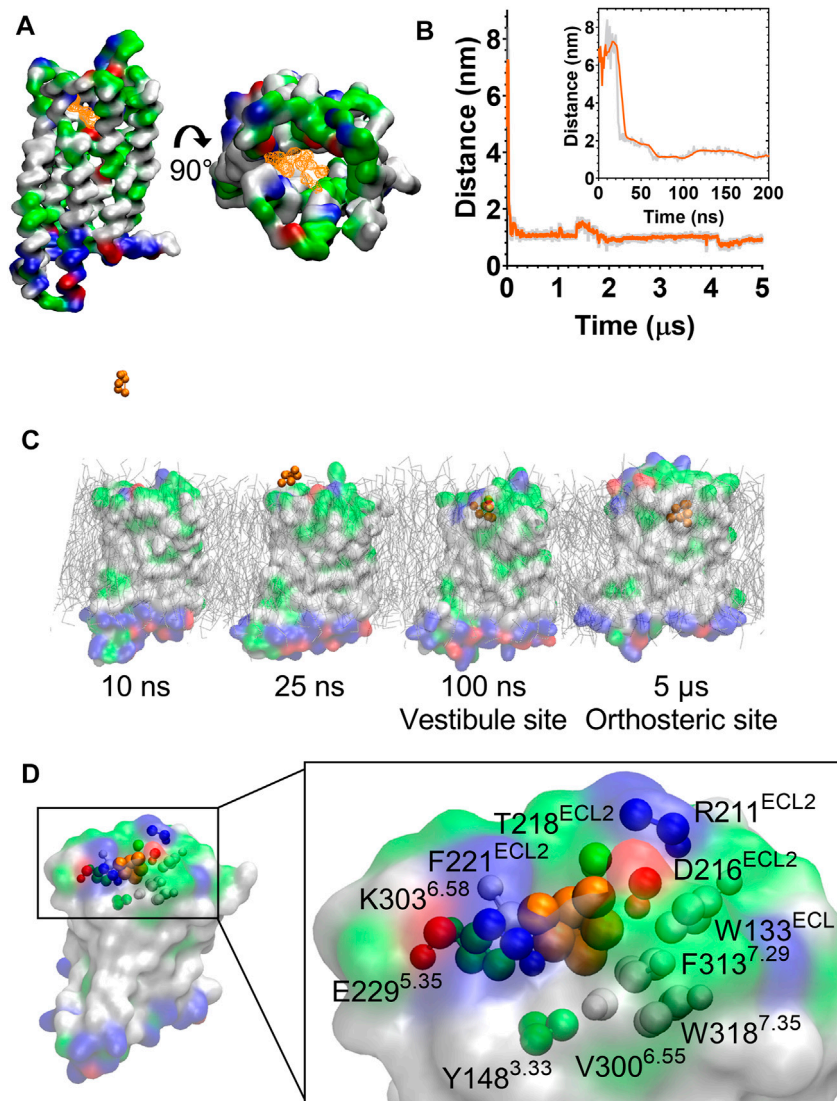 A
90°
B
Distance (nm)
8
6
4
2
0
0 1 2 3 4 5
Time (μs)
Distance (nm)
8
6
4
2
0
0 50 100 150 200
Time (ns)
C
10 ns
25 ns
100 ns
Vestibule site
5 μs
Orthosteric site
D
T218ECL2
R211ECL2
F221ECL2
D216ECL2
K3036.58
W133ECL
F3137.29
E2295.35
W3187.35
V3006.55
Y1483.33